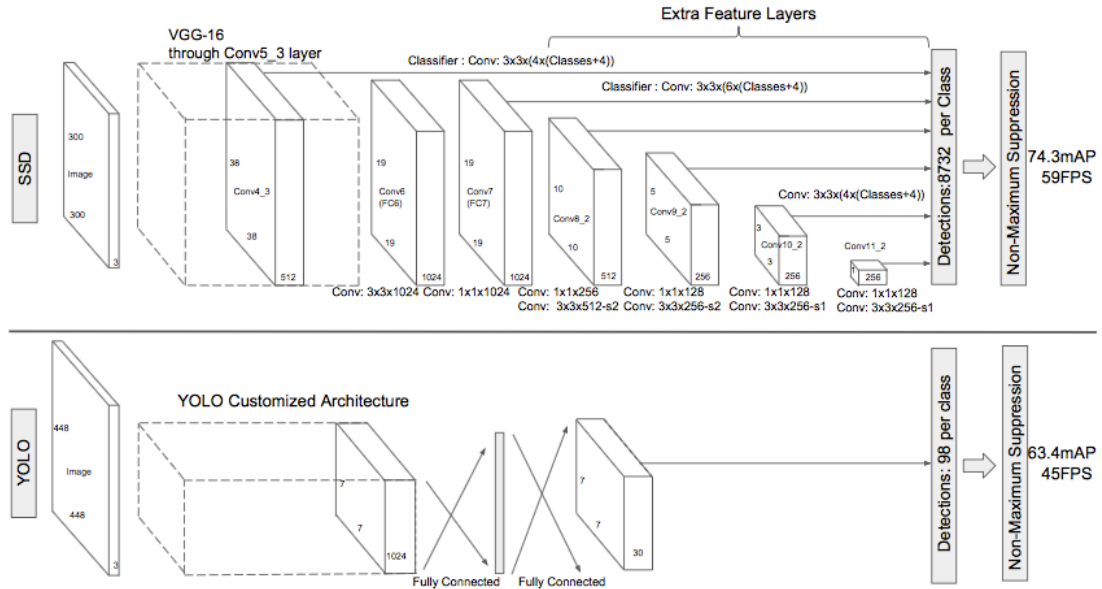 Extra Feature Layers
VGG-16
through Conv5_3 layer
Classifier : Conv: 3x3x(4x(Classes+4))
Classifier : Conv: 3x3x(6x(Classes+4))
SSD
300
Image
300
3
38
Conv4_3
38
512
19
Conv6
(FC6)
19
1024
19
Conv7
(FC7)
19
1024
10
Conv8_2
10
512
5
Conv9_2
5
256
Conv: 3x3x(4x(Classes+4))
3
Conv10_2
3
256
Conv11_2
1
256
Conv: 3x3x1024
Conv: 1x1x1024
Conv: 1x1x256
Conv: 3x3x512-s2
Conv: 1x1x128
Conv: 3x3x256-s2
Conv: 1x1x128
Conv: 3x3x256-s1
Conv: 1x1x128
Conv: 3x3x256-s1
Detections:8732 per Class
Non-Maximum Suppression
74.3mAP
59FPS
YOLO
448
Image
448
3
YOLO Customized Architecture
7
7
1024
Fully Connected
Fully Connected
7
7
30
Detections: 98 per class
Non-Maximum Suppression
63.4mAP
45FPS